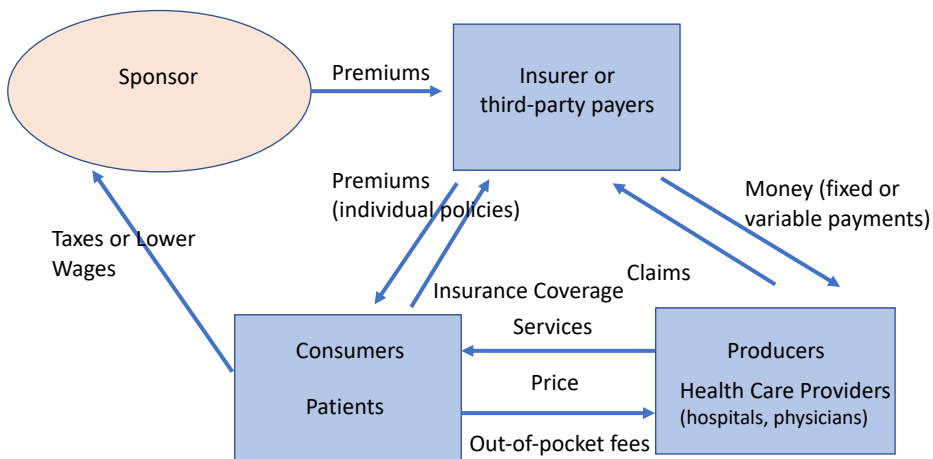 Sponsor
Premiums
Insurer or
third-party payers
Premiums
(individual policies)
Money (fixed or
variable payments)
Taxes or Lower
Wages
Claims
Insurance Coverage
Services
Consumers
Patients
Price
Out-of-pocket fees
Producers
Health Care Providers
(hospitals, physicians)